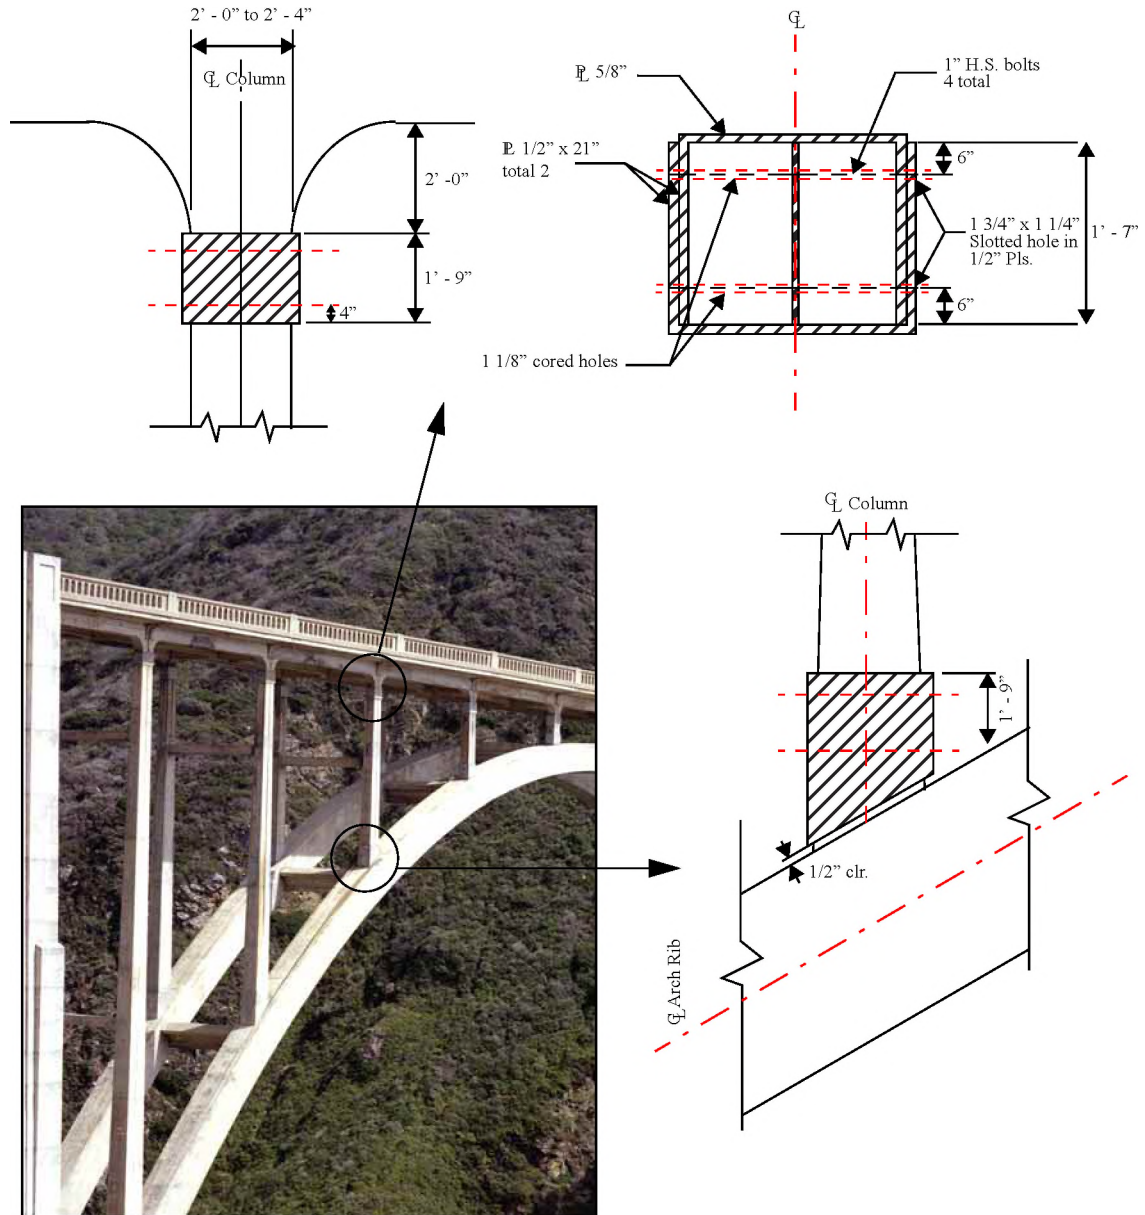 2’ - 0” to 2’ - 4”
℄ Column
2’ -0”
1’ - 9”
4”
℄
℄ 5/8”
1” H.S. bolts
4 total
℄ 1/2” x 21”
total 2
6”
1 3/4” x 1 1/4”
Slotted hole in
1/2” Pls.
1’ - 7”
6”
1 1/8” cored holes
℄ Column
1’ - 9”
1/2” clr.
℄ Arch Rib